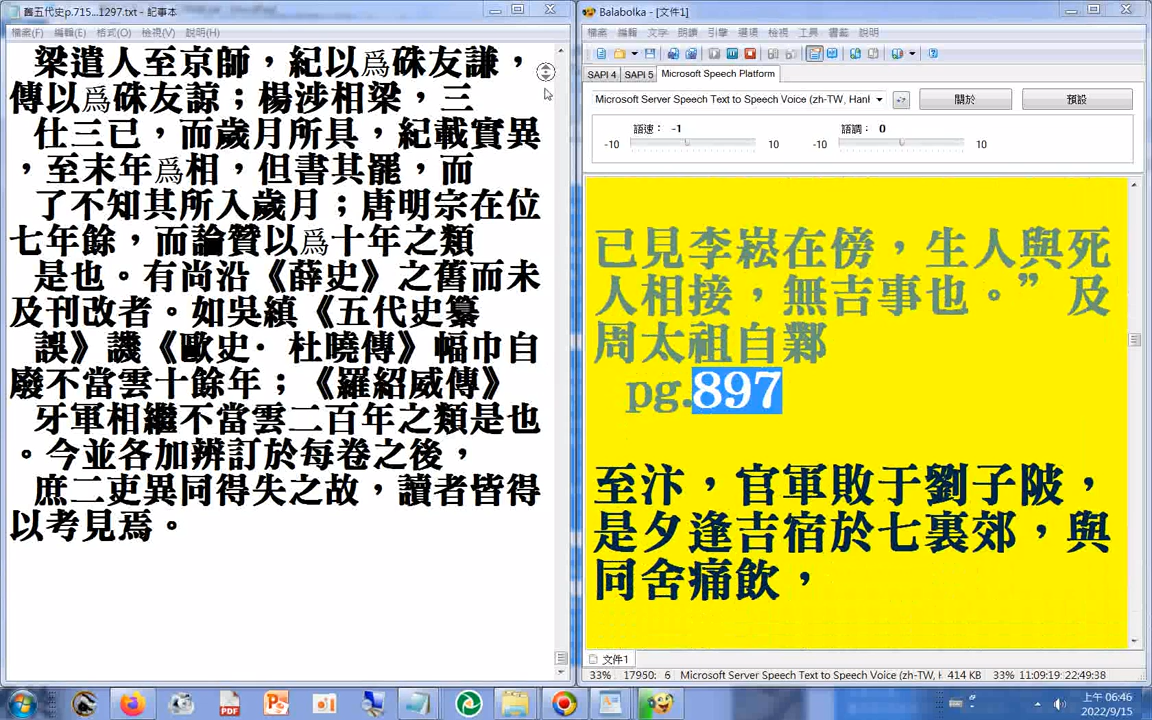 舊五代史p.715...1297.txt - 記事本
檔案(F) 編輯(E) 格式(O) 檢視(V) 說明(H)
梁遣人至京師，紀以爲硃友謙，
傳以爲硃友諒；楊涉相梁，三
仕三已，而歲月所具，紀載實異
，至末年爲相，但書其罷，而
了不知其所入歲月；唐明宗在位
七年餘，而論贊以爲十年之類
是也。有尚沿《薛史》之舊而未
及刊改者。如吳縝《五代史纂
誤》譏《歐史·杜曉傳》幅巾自
廢不當雲十餘年；《羅紹威傳》
牙軍相繼不當雲二百年之類是也
。今並各加辨訂於每卷之後，
庶二吏異同得失之故，讀者皆得
以考見焉。
Balabolka - [文件1]
檔案 編輯 文字 朗讀 引擎 選項 檢視 工具 書籤 說明
SAPI 4 SAPI 5 Microsoft Speech Platform
Microsoft Server Speech Text to Speech Voice (zh-TW, Hanl
關於 預設
語速： -1 語調： 0
-10 10 -10 10
已見李崧在傍，生人與死
人相接，無吉事也。” 及
周太祖自鄴
pg.897
至汴，官軍敗于劉子陂，
是夕逢吉宿於七裏郊，與
同舍痛飲，
文件1
33% 17950: 6 Microsoft Server Speech Text to Speech Voice (zh-TW, H 414 KB 33% 11:09:19 22:49:38
上午 06:46
2022/9/15